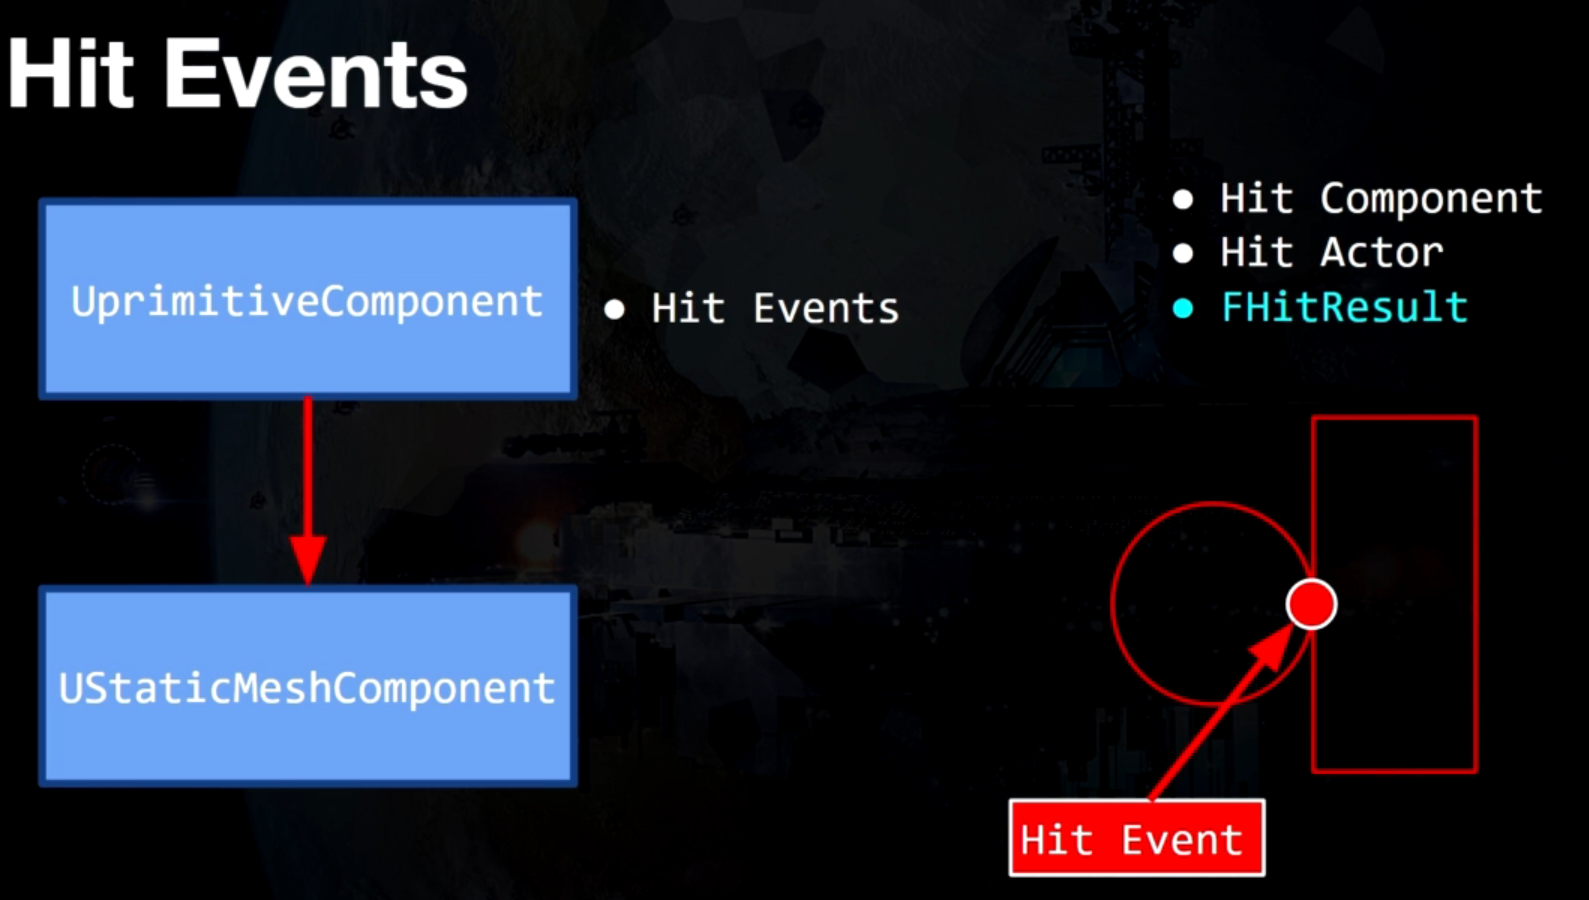 Hit Events
UprimitiveComponent
● Hit Events
● Hit Component
● Hit Actor
● FHitResult
UStaticMeshComponent
Hit Event